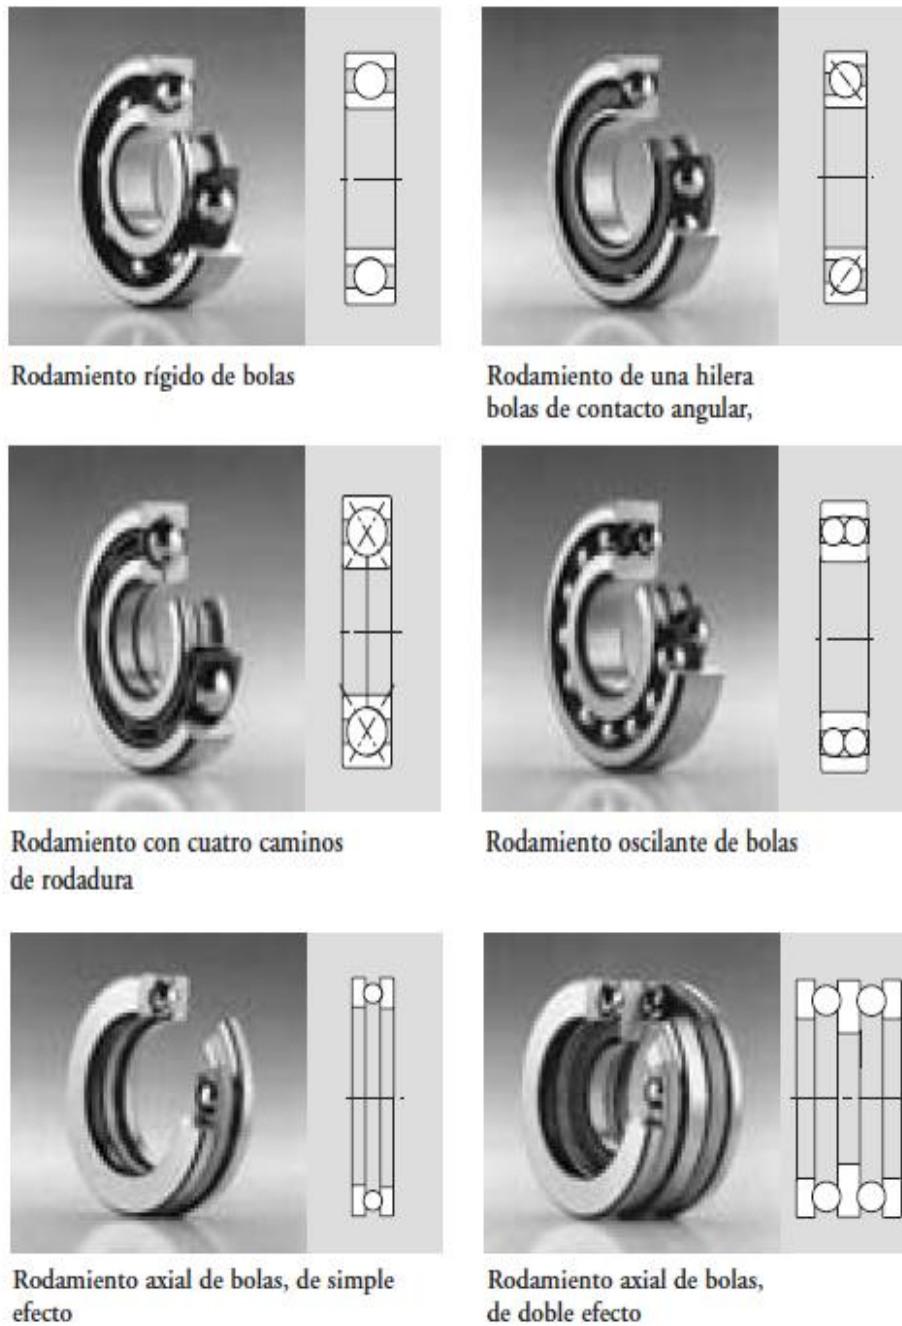 Rodamiento rígido de bolas
Rodamiento de una hilera
bolas de contacto angular,
Rodamiento con cuatro caminos
de rodadura
Rodamiento oscilante de bolas
Rodamiento axial de bolas, de simple
efecto
Rodamiento axial de bolas,
de doble efecto